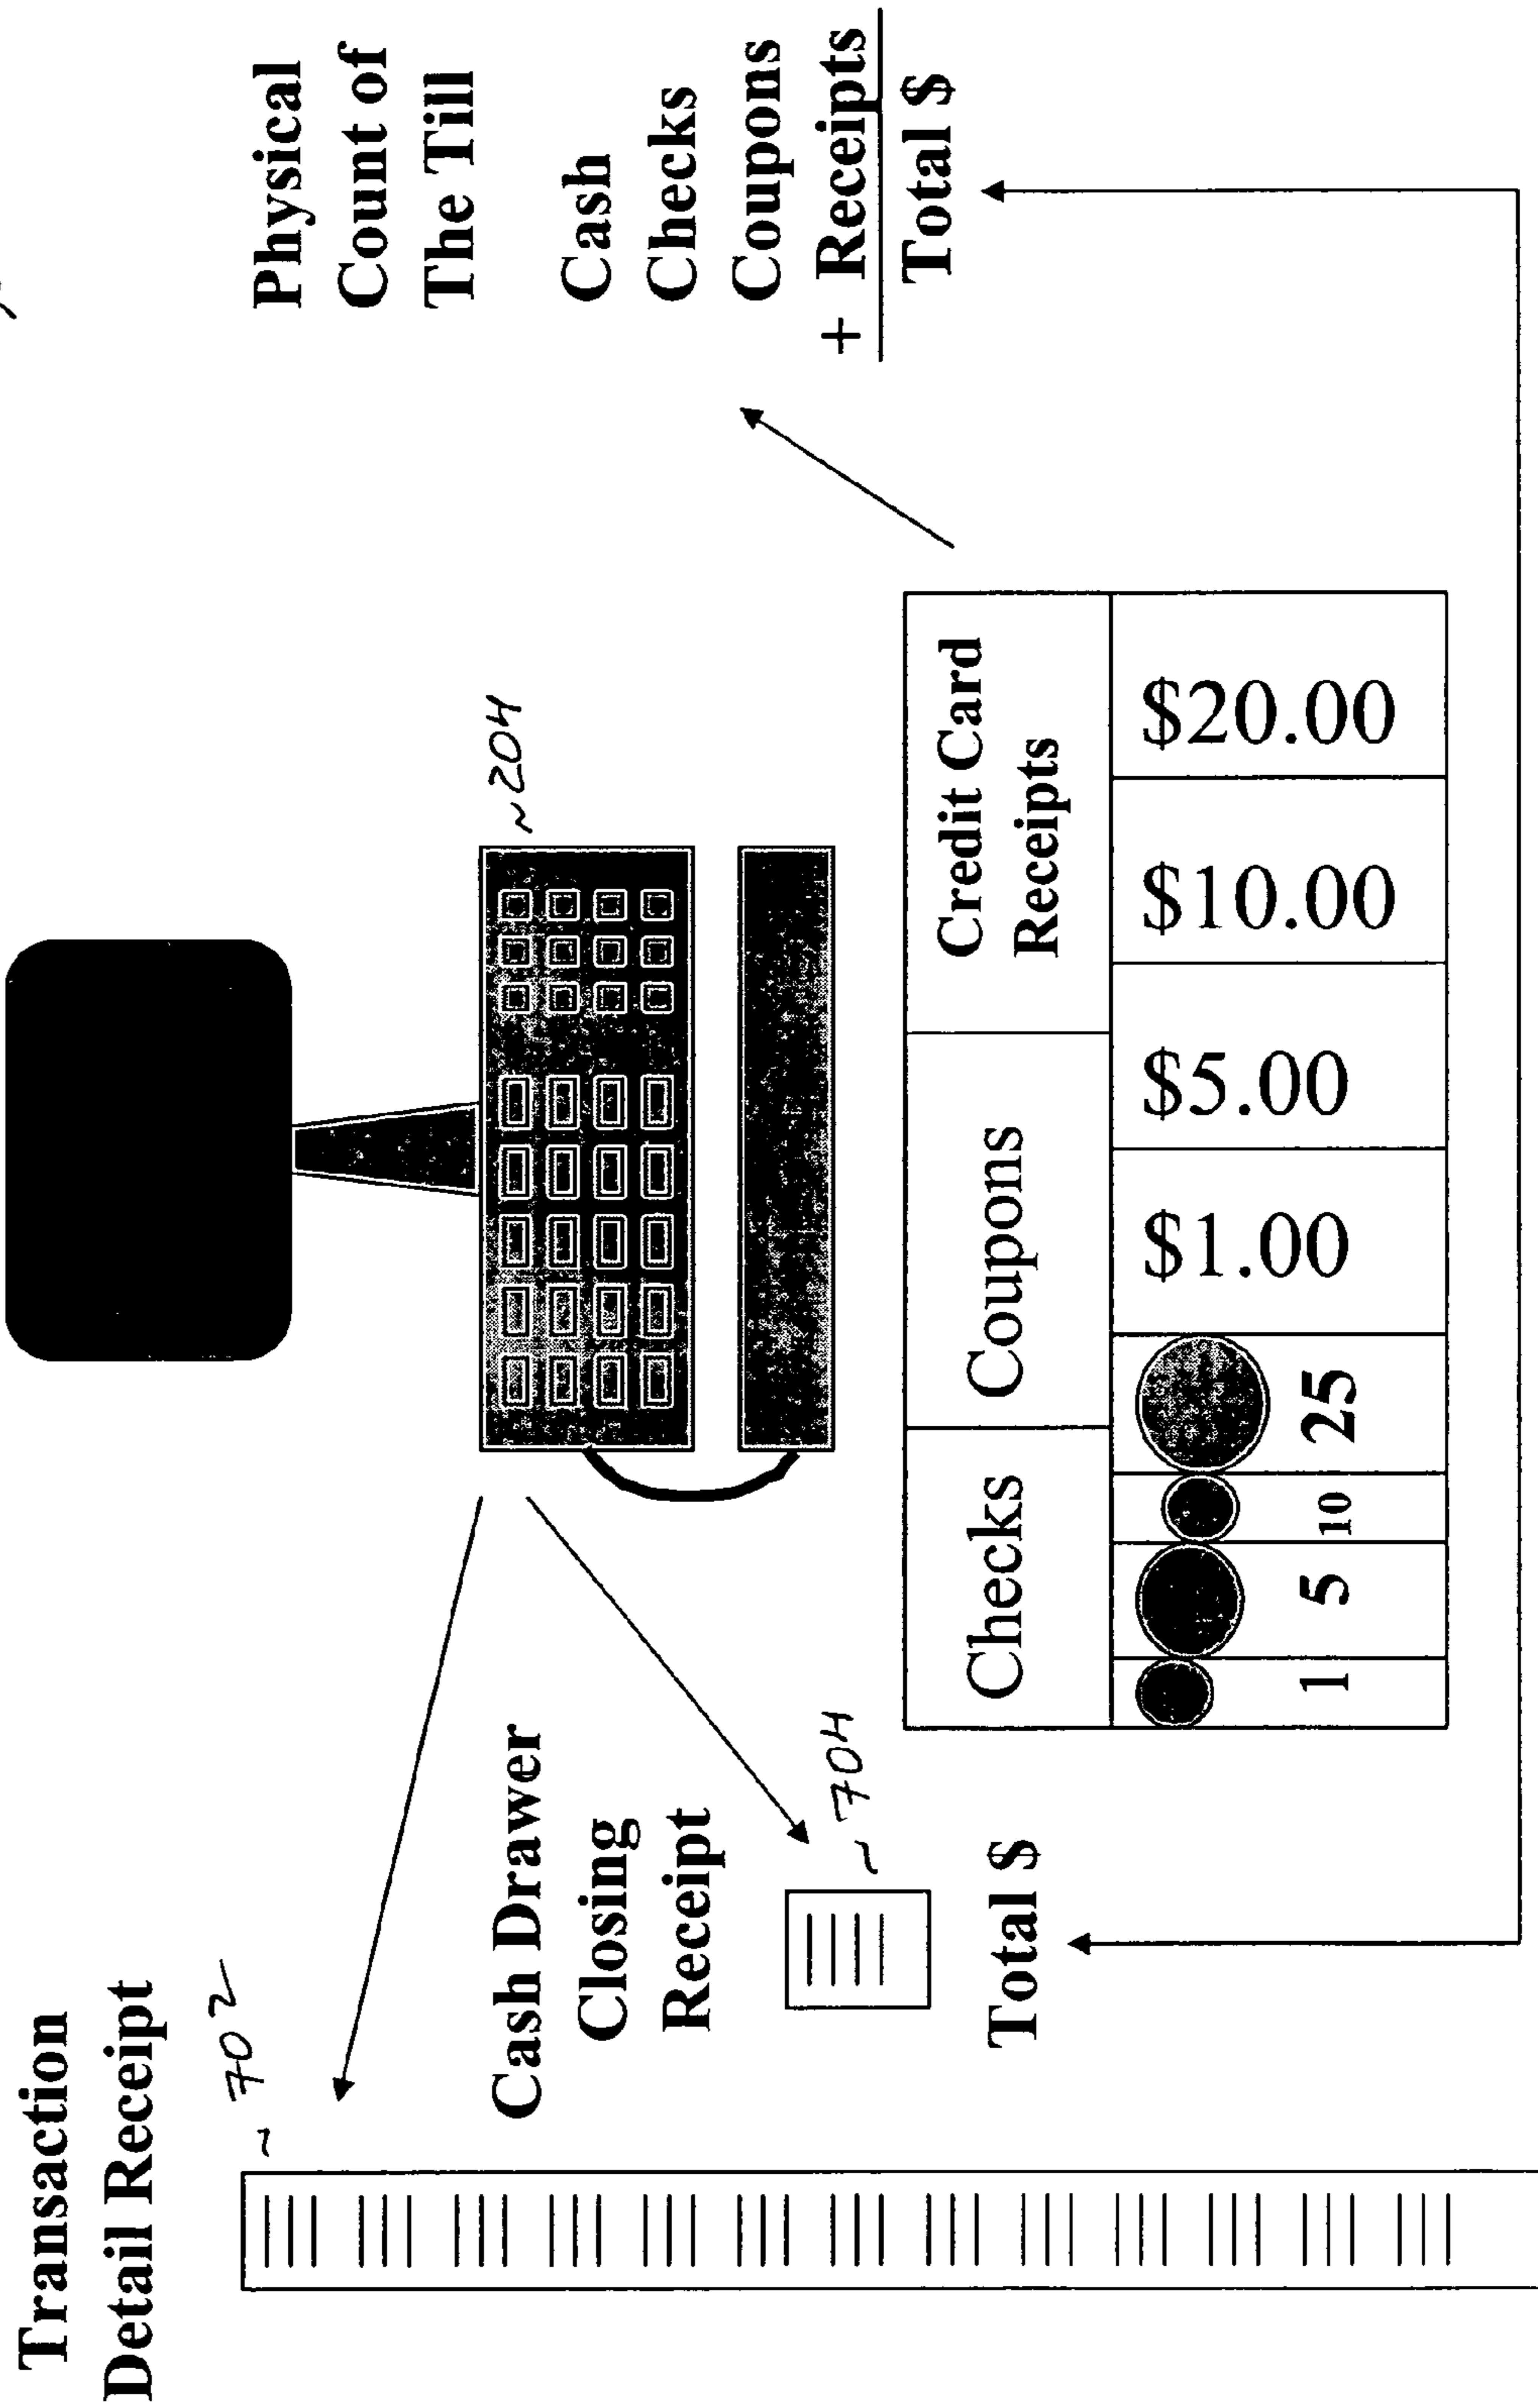 Transaction
Detail Receipt
~ 702
Cash Drawer
Closing
Receipt
~ 704
Total $
~204
Checks
Coupons
Credit Card
Receipts
1
5
10
25
$1.00
$5.00
$10.00
$20.00
Physical
Count of
The Till
Cash
Checks
Coupons
+ Receipts
Total $